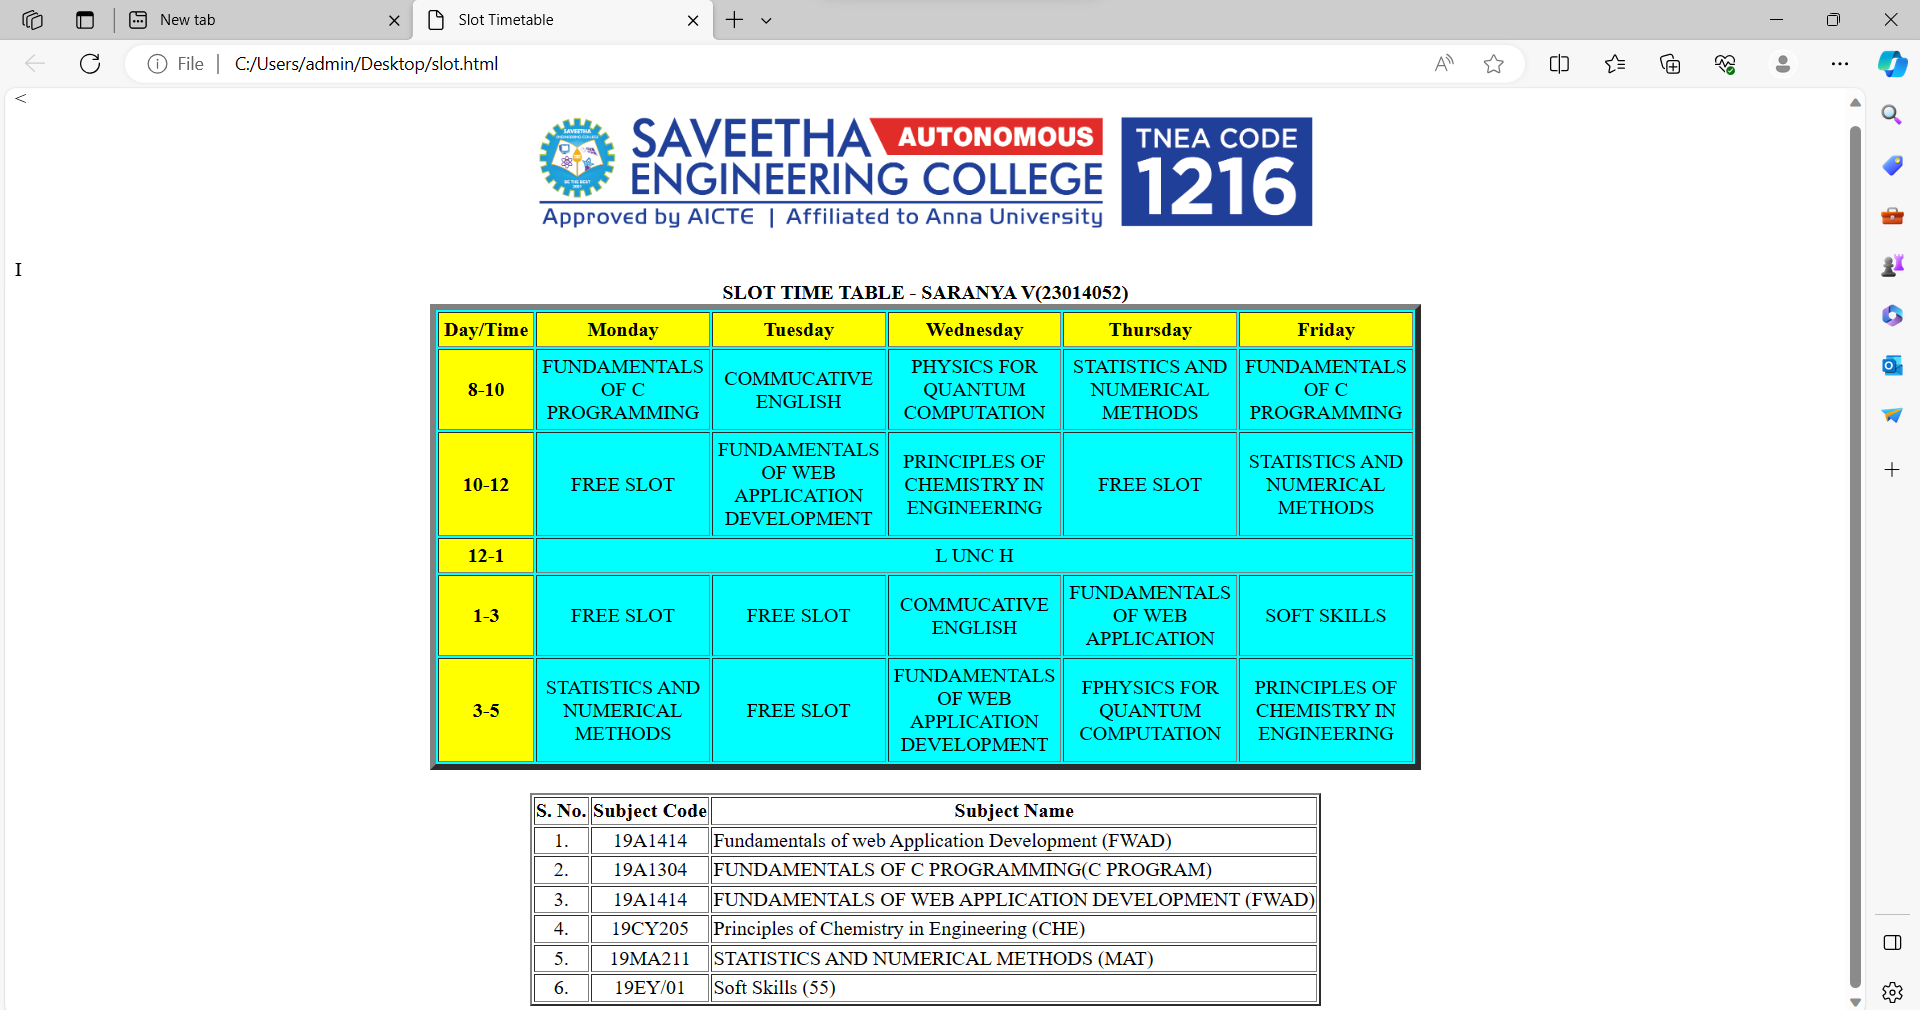 New tab
Slot Timetable
File
C:/Users/admin/Desktop/slot.html
<
SAVEETHA
AUTONOMOUS
ENGINEERING COLLEGE
Approved by AICTE | Affiliated to Anna University
TNEA CODE
1216
I
SLOT TIME TABLE - SARANYA V(23014052)
Day/Time Monday Tuesday Wednesday Thursday Friday
8-10
FUNDAMENTALS
OF C
PROGRAMMING
COMMUCATIVE
ENGLISH
PHYSICS FOR
QUANTUM
COMPUTATION
STATISTICS AND
NUMERICAL
METHODS
FUNDAMENTALS
OF C
PROGRAMMING
10-12
FREE SLOT
FUNDAMENTALS
OF WEB
APPLICATION
DEVELOPMENT
PRINCIPLES OF
CHEMISTRY IN
ENGINEERING
FREE SLOT
STATISTICS AND
NUMERICAL
METHODS
12-1
L UNC H
1-3
FREE SLOT
FREE SLOT
COMMUCATIVE
ENGLISH
FUNDAMENTALS
OF WEB
APPLICATION
SOFT SKILLS
3-5
STATISTICS AND
NUMERICAL
METHODS
FREE SLOT
FUNDAMENTALS
OF WEB
APPLICATION
DEVELOPMENT
FPHYSICS FOR
QUANTUM
COMPUTATION
PRINCIPLES OF
CHEMISTRY IN
ENGINEERING
S. No. Subject Code Subject Name
1. 19A1414 Fundamentals of web Application Development (FWAD)
2. 19A1304 FUNDAMENTALS OF C PROGRAMMING(C PROGRAM)
3. 19A1414 FUNDAMENTALS OF WEB APPLICATION DEVELOPMENT (FWAD)
4. 19CY205 Principles of Chemistry in Engineering (CHE)
5. 19MA211 STATISTICS AND NUMERICAL METHODS (MAT)
6. 19EY/01 Soft Skills (55)